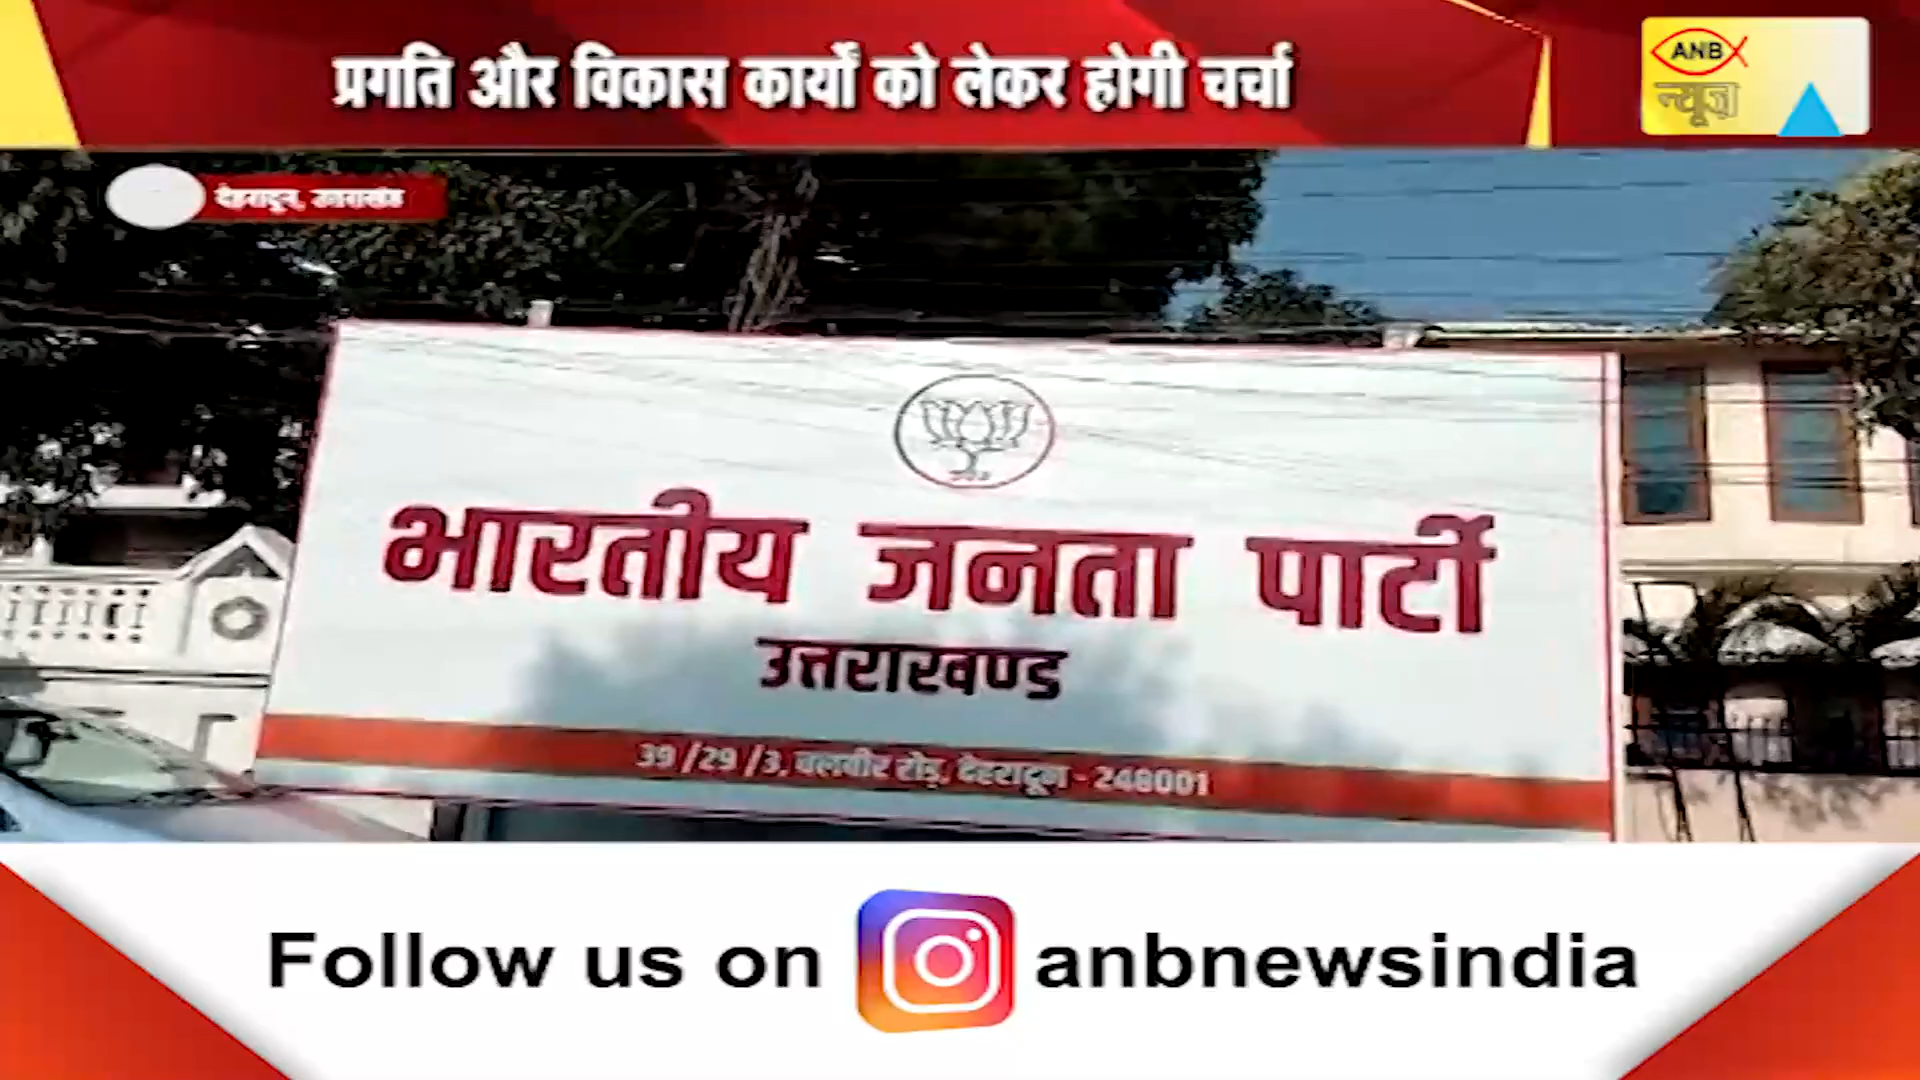 प्रगति और विकास कार्यों को लेकर होगी चर्चा
ANB
न्यूज़
देहरादून, उत्तराखंड
भारतीय जनता पार्टी
उत्तराखण्ड
39/29/3, बलबीर रोड़, देहरादून - 248001
Follow us on anbnewsindia